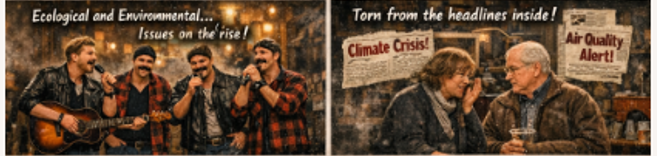 Ecological and Environmental...
Issues on the rise!
Torn from the headlines inside!
Climate Crisis!
Air Quality
Alert!